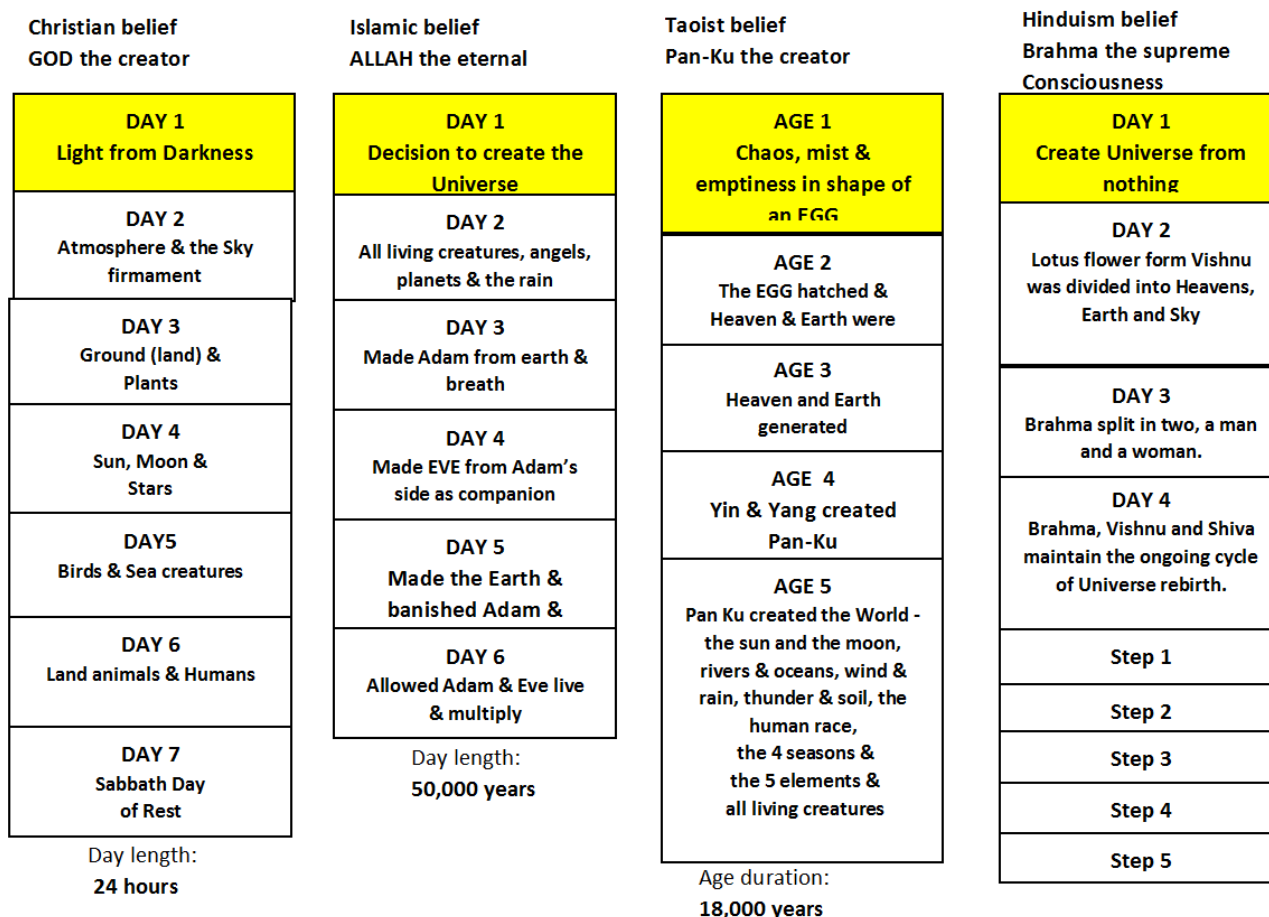 Christian belief
GOD the creator
DAY 1
Light from Darkness
DAY 2
Atmosphere & the Sky
firmament
DAY 3
Ground (land) &
Plants
DAY 4
Sun, Moon &
Stars
DAY5
Birds & Sea creatures
DAY 6
Land animals & Humans
DAY 7
Sabbath Day
of Rest
Day length:
24 hours
Islamic belief
ALLAH the eternal
DAY 1
Decision to create the
Universe
DAY 2
All living creatures, angels,
planets & the rain
DAY 3
Made Adam from earth &
breath
DAY 4
Made EVE from Adam's
side as companion
DAY 5
Made the Earth &
banished Adam &
DAY 6
Allowed Adam & Eve live
& multiply
Day length:
50,000 years
Taoist belief
Pan-Ku the creator
AGE 1
Chaos, mist &
emptiness in shape of
an EGG
AGE 2
The EGG hatched &
Heaven & Earth were
AGE 3
Heaven and Earth
generated
AGE 4
Yin & Yang created
Pan-Ku
AGE 5
Pan Ku created the World -
the sun and the moon,
rivers & oceans, wind &
rain, thunder & soil, the
human race,
the 4 seasons &
the 5 elements &
all living creatures
Age duration:
18,000 years
Hinduism belief
Brahma the supreme
Consciousness
DAY 1
Create Universe from
nothing
DAY 2
Lotus flower form Vishnu
was divided into Heavens,
Earth and Sky
DAY 3
Brahma split in two, a man
and a woman.
DAY 4
Brahma, Vishnu and Shiva
maintain the ongoing cycle
of Universe rebirth.
Step 1
Step 2
Step 3
Step 4
Step 5